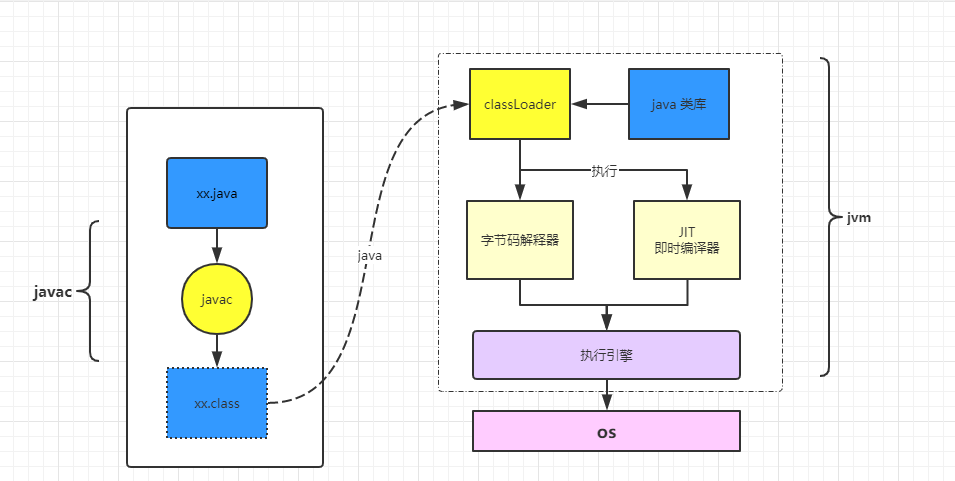 classLoader
java 类库
xx.java
执行
字节码解释器
JIT
即时编译器
jvm
java
javac
javac
执行引擎
xx.class
OS